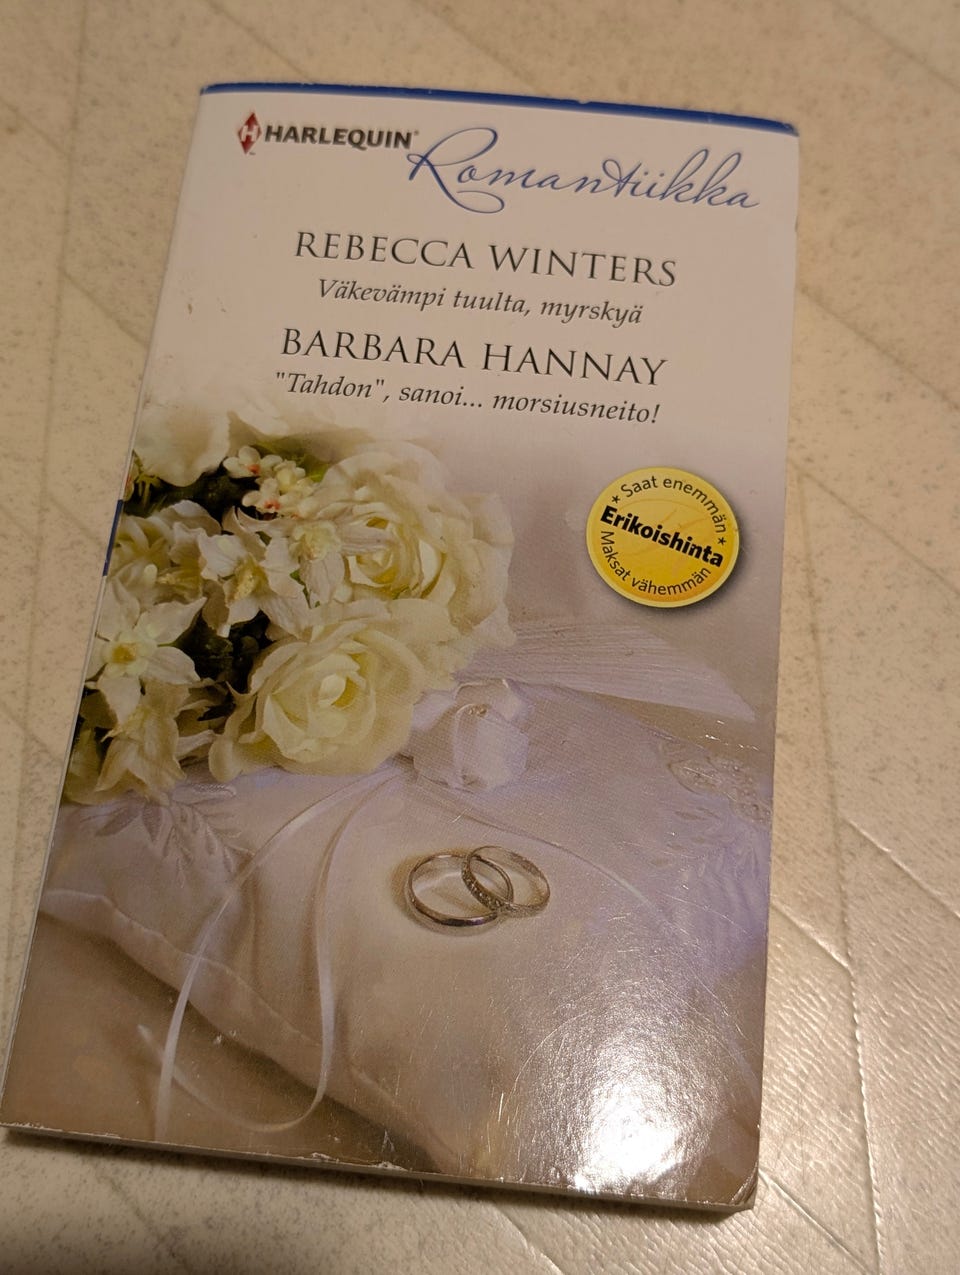 HARLEQUIN®
Romantiikka
REBECCA WINTERS
Väkevämpi tuulta, myrskyä
BARBARA HANNAY
"Tahdon", sanoi... morsiusneito!
★ Saat enemmän ★
Erikoishinta
Maksat vähemmän